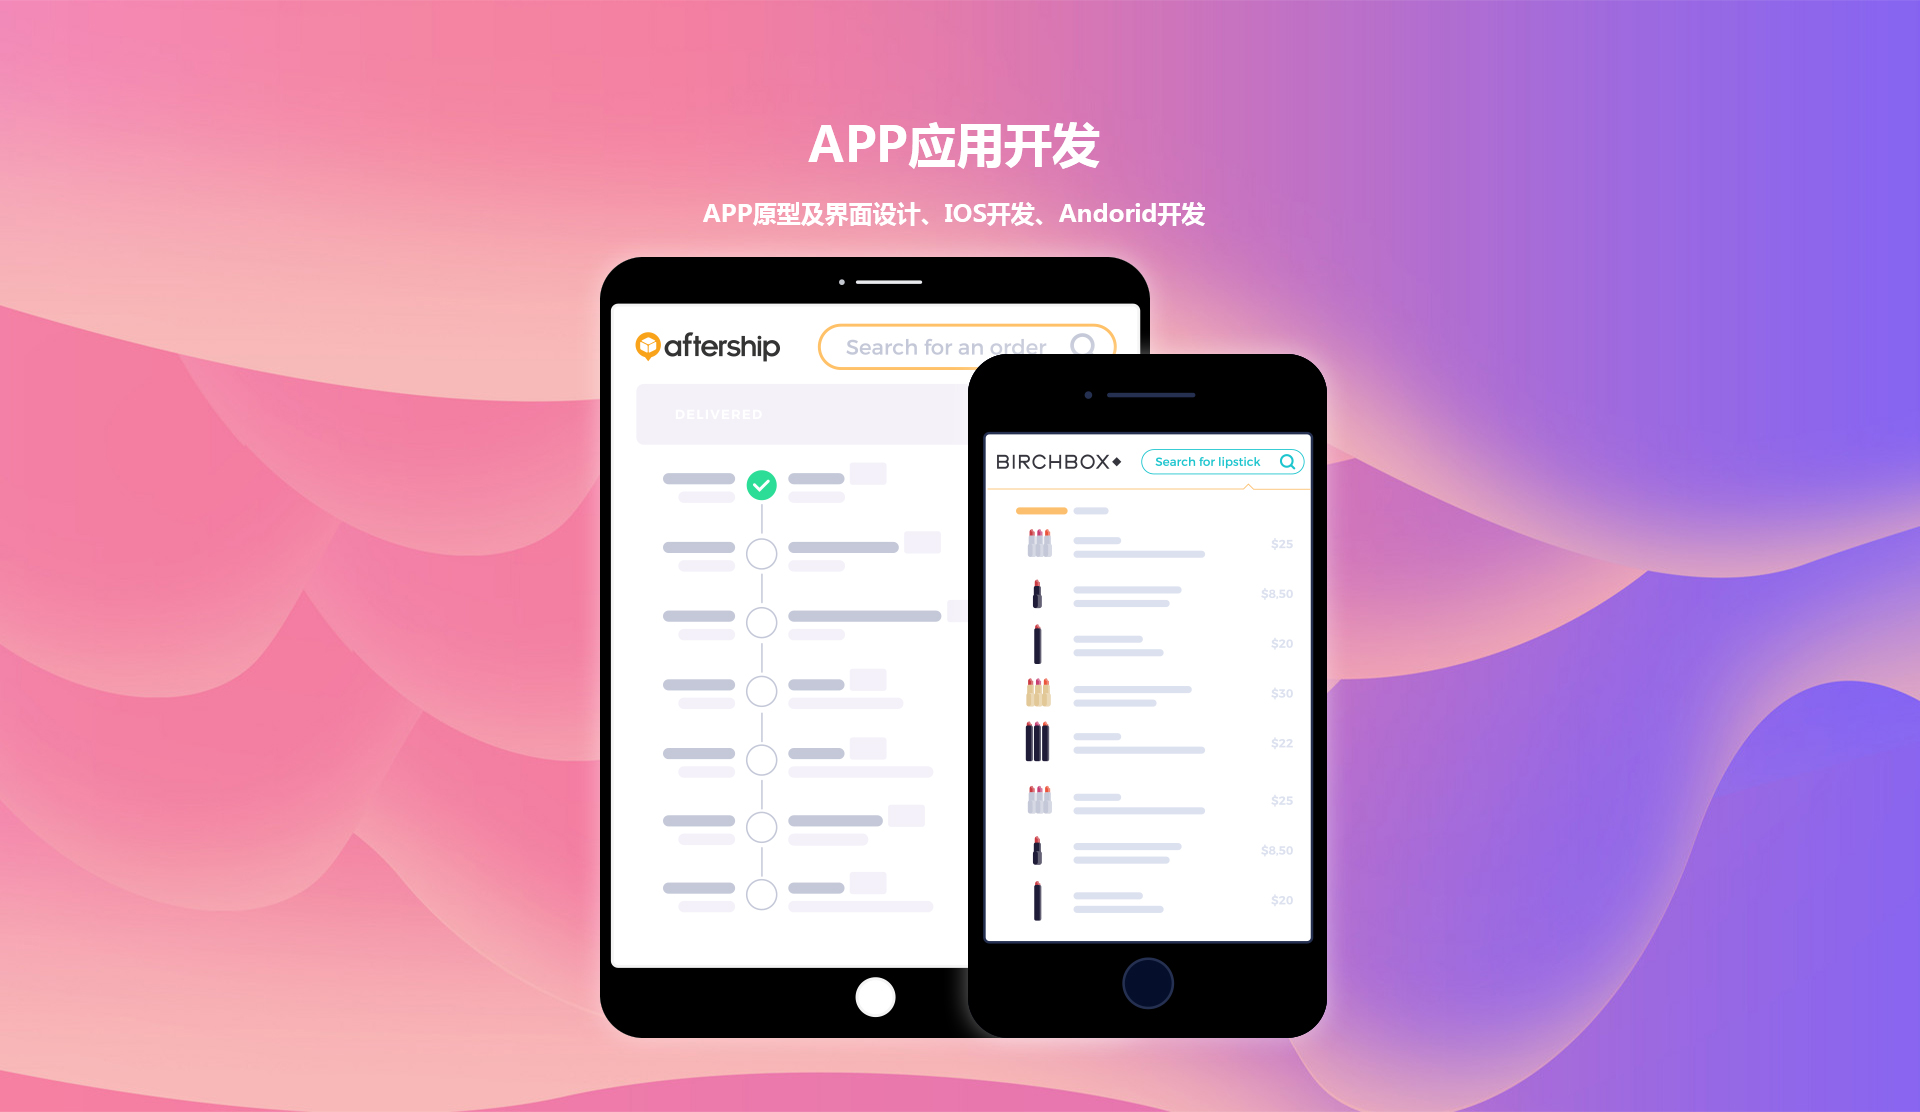 APP应用开发
APP原型及界面设计、IOS开发、Andorid开发
aftership
Search for an order
DELIVERED
BIRCHBOX
Search for lipstick
$25
$8,50
$20
$30
$22
$25
$8,50
$20